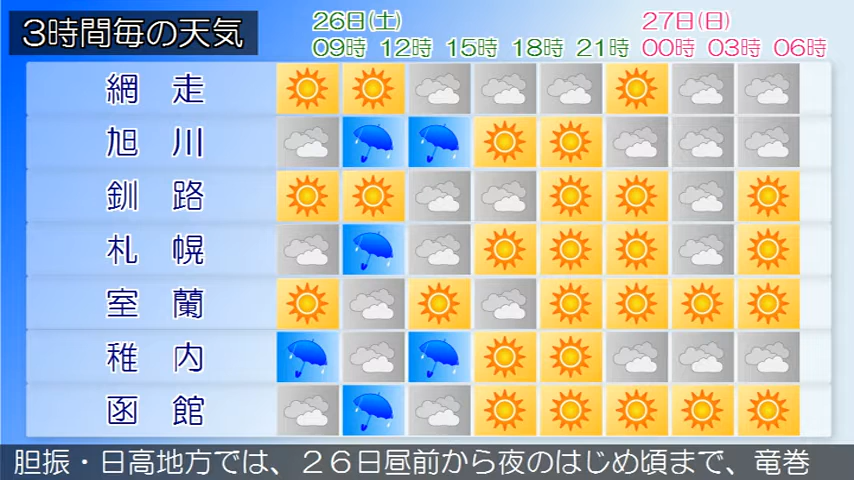 3時間毎の天気
26日(土) 27日(日)
09時 12時 15時 18時 21時 00時 03時 06時
網走
旭川
釧路
札幌
室蘭
稚内
函館
胆振・日高地方では、２６日昼前から夜のはじめ頃まで、竜巻